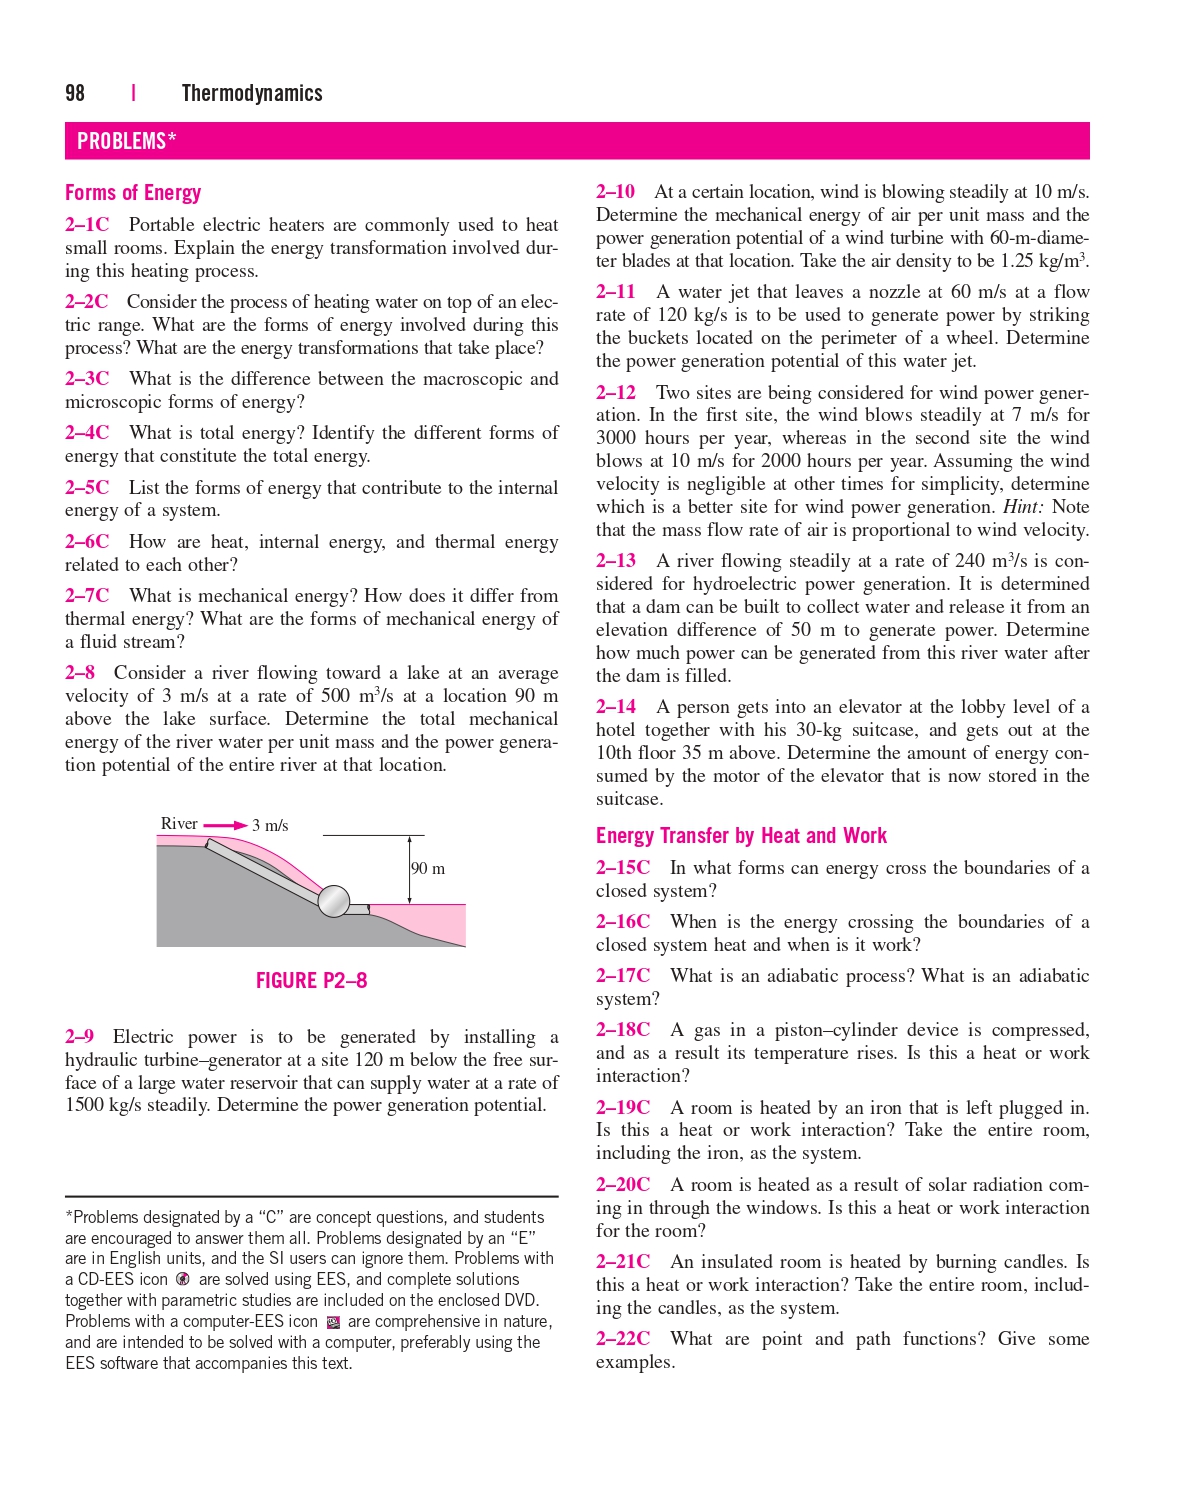 98 | Thermodynamics
PROBLEMS*
Forms of Energy
2–1C Portable electric heaters are commonly used to heat
small rooms. Explain the energy transformation involved dur-
ing this heating process.
2–2C Consider the process of heating water on top of an elec-
tric range. What are the forms of energy involved during this
process? What are the energy transformations that take place?
2–3C What is the difference between the macroscopic and
microscopic forms of energy?
2–4C What is total energy? Identify the different forms of
energy that constitute the total energy.
2–5C List the forms of energy that contribute to the internal
energy of a system.
2–6C How are heat, internal energy, and thermal energy
related to each other?
2–7C What is mechanical energy? How does it differ from
thermal energy? What are the forms of mechanical energy of
a fluid stream?
2–8 Consider a river flowing toward a lake at an average
velocity of 3 m/s at a rate of 500 m³/s at a location 90 m
above the lake surface. Determine the total mechanical
energy of the river water per unit mass and the power genera-
tion potential of the entire river at that location.
River 3 m/s
90 m
FIGURE P2–8
2–9 Electric power is to be generated by installing a
hydraulic turbine–generator at a site 120 m below the free sur-
face of a large water reservoir that can supply water at a rate of
1500 kg/s steadily. Determine the power generation potential.
*Problems designated by a “C” are concept questions, and students
are encouraged to answer them all. Problems designated by an “E”
are in English units, and the SI users can ignore them. Problems with
a CD-EES icon are solved using EES, and complete solutions
together with parametric studies are included on the enclosed DVD.
Problems with a computer-EES icon are comprehensive in nature,
and are intended to be solved with a computer, preferably using the
EES software that accompanies this text.
2–10 At a certain location, wind is blowing steadily at 10 m/s.
Determine the mechanical energy of air per unit mass and the
power generation potential of a wind turbine with 60-m-diame-
ter blades at that location. Take the air density to be 1.25 kg/m³.
2–11 A water jet that leaves a nozzle at 60 m/s at a flow
rate of 120 kg/s is to be used to generate power by striking
the buckets located on the perimeter of a wheel. Determine
the power generation potential of this water jet.
2–12 Two sites are being considered for wind power gener-
ation. In the first site, the wind blows steadily at 7 m/s for
3000 hours per year, whereas in the second site the wind
blows at 10 m/s for 2000 hours per year. Assuming the wind
velocity is negligible at other times for simplicity, determine
which is a better site for wind power generation. Hint: Note
that the mass flow rate of air is proportional to wind velocity.
2–13 A river flowing steadily at a rate of 240 m³/s is con-
sidered for hydroelectric power generation. It is determined
that a dam can be built to collect water and release it from an
elevation difference of 50 m to generate power. Determine
how much power can be generated from this river water after
the dam is filled.
2–14 A person gets into an elevator at the lobby level of a
hotel together with his 30-kg suitcase, and gets out at the
10th floor 35 m above. Determine the amount of energy con-
sumed by the motor of the elevator that is now stored in the
suitcase.
Energy Transfer by Heat and Work
2–15C In what forms can energy cross the boundaries of a
closed system?
2–16C When is the energy crossing the boundaries of a
closed system heat and when is it work?
2–17C What is an adiabatic process? What is an adiabatic
system?
2–18C A gas in a piston–cylinder device is compressed,
and as a result its temperature rises. Is this a heat or work
interaction?
2–19C A room is heated by an iron that is left plugged in.
Is this a heat or work interaction? Take the entire room,
including the iron, as the system.
2–20C A room is heated as a result of solar radiation com-
ing in through the windows. Is this a heat or work interaction
for the room?
2–21C An insulated room is heated by burning candles. Is
this a heat or work interaction? Take the entire room, includ-
ing the candles, as the system.
2–22C What are point and path functions? Give some
examples.